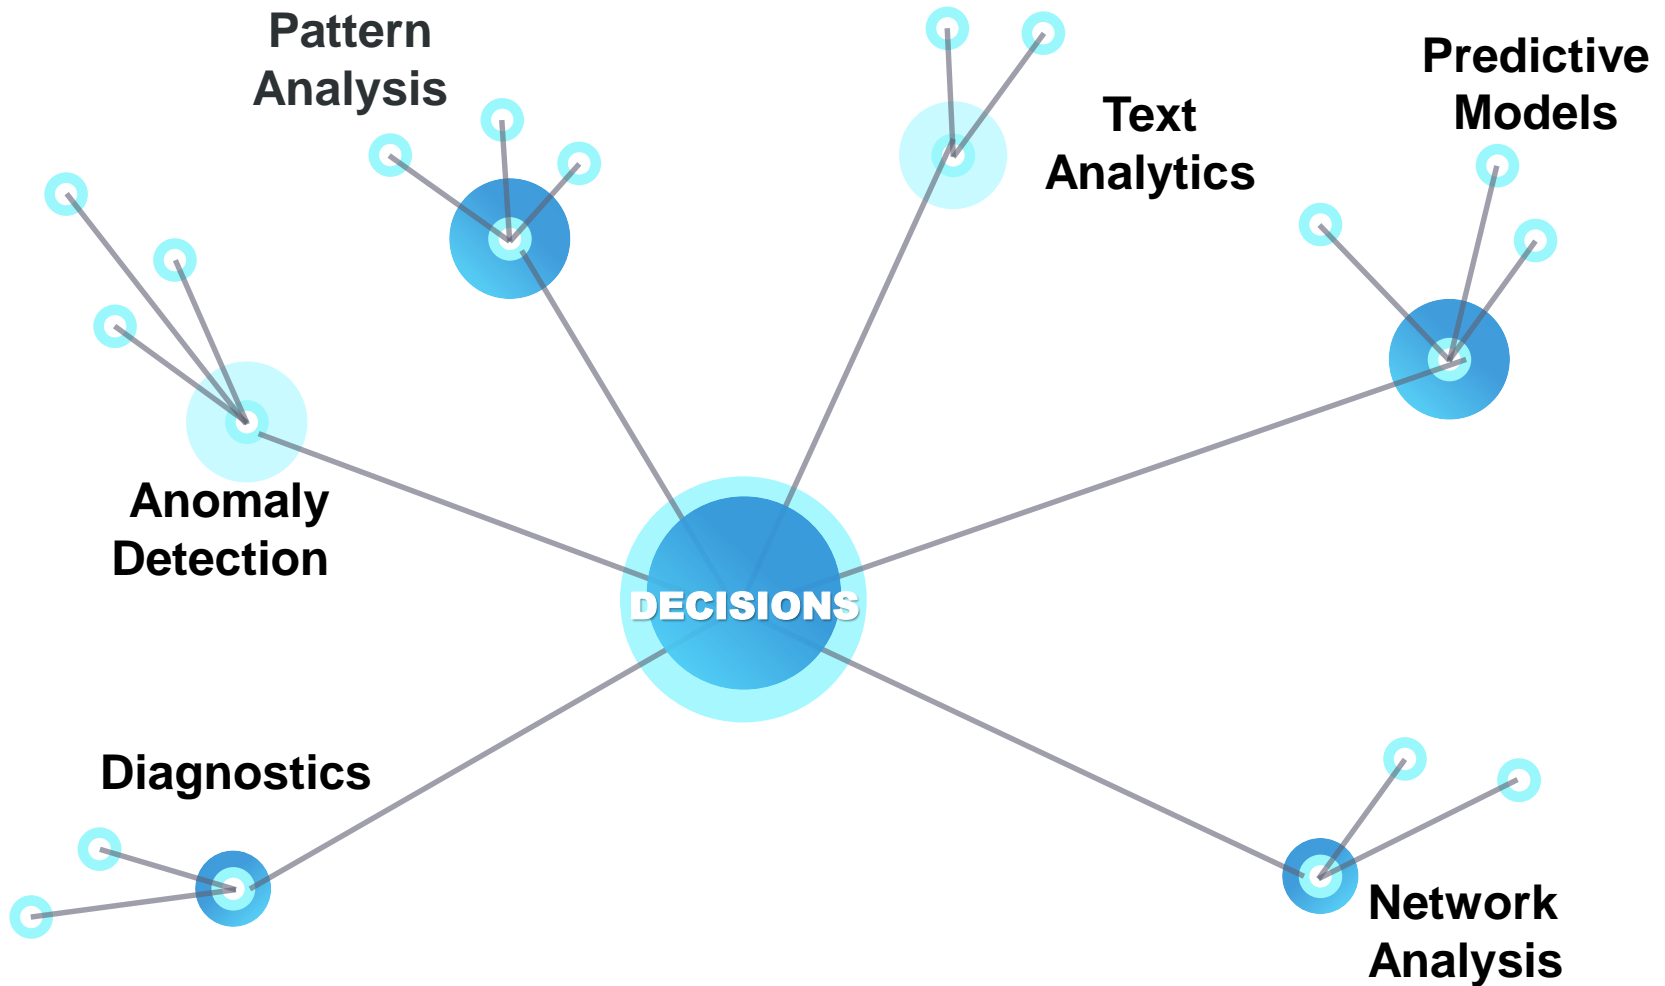 Pattern
Analysis
Text
Analytics
Predictive
Models
Anomaly
Detection
DECISIONS
Diagnostics
Network
Analysis